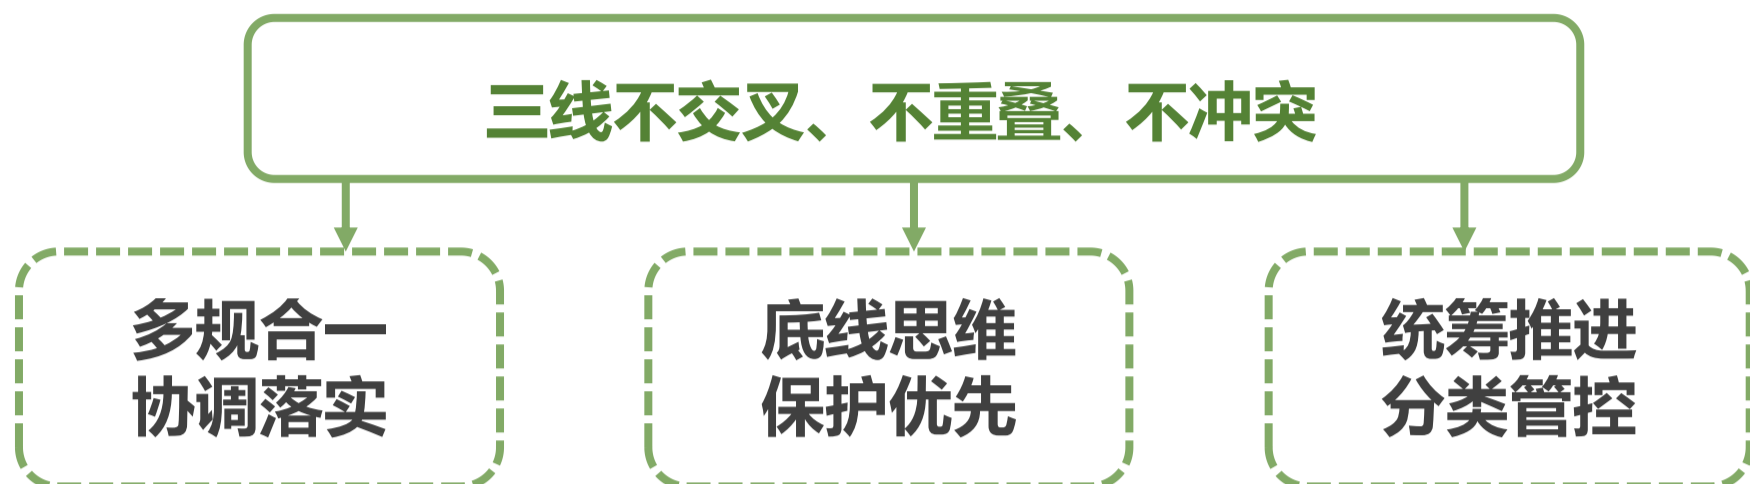 三线不交叉、不重叠、不冲突
多规合一
协调落实
底线思维
保护优先
统筹推进
分类管控